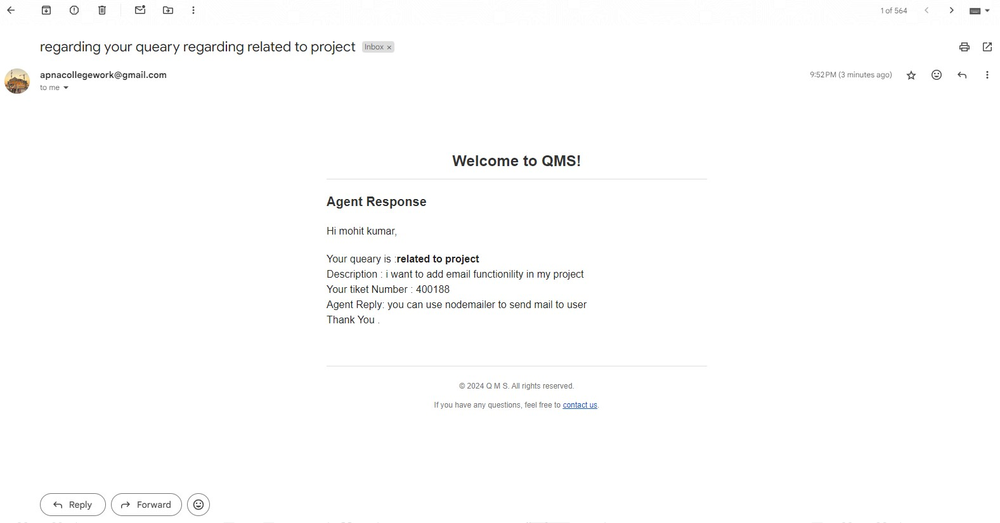 1 of 564
regarding your queary regarding related to project Inbox ×
apnacollegework@gmail.com 9:52 PM (3 minutes ago)
to me
Welcome to QMS!
Agent Response
Hi mohit kumar,
Your queary is :related to project
Description : i want to add email functionility in my project
Your tiket Number : 400188
Agent Reply: you can use nodemailer to send mail to user
Thank You .
© 2024 Q M S. All rights reserved.
If you have any questions, feel free to contact us.
Reply Forward